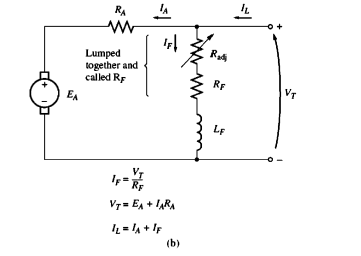 R_A I_A I_L
+
I_F R_adj
Lumped
together and
called R_F
R_F V_T
+
E_A
−
L_F
−
I_F = V_T / R_F
V_T = E_A + I_A R_A
I_L = I_A + I_F
(b)